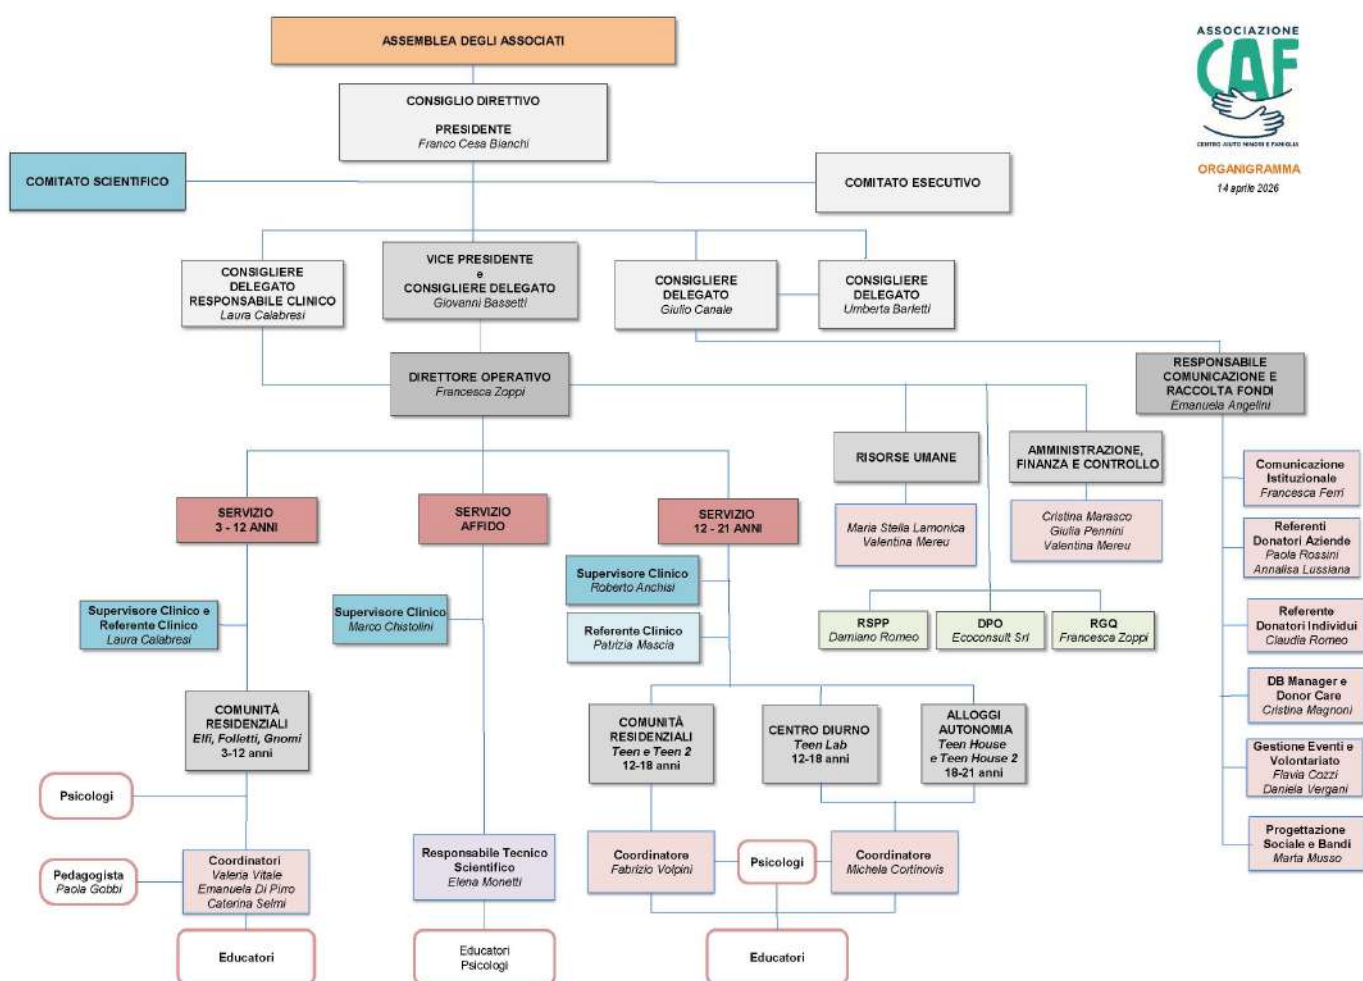 ASSEMBLEA DEGLI ASSOCIATI
ASSOCIAZIONE
CAF
CENTRO AIUTO MINORI E FAMIGLIE
ORGANIGRAMMA
14 aprile 2026
CONSIGLIO DIRETTIVO
PRESIDENTE
Franco Cesa Bianchi
COMITATO SCIENTIFICO
COMITATO ESECUTIVO
CONSIGLIERE
DELEGATO
RESPONSABILE CLINICO
Laura Calabresi
VICE PRESIDENTE
e
CONSIGLIERE DELEGATO
Giovanni Bassetti
CONSIGLIERE
DELEGATO
Giulio Canale
CONSIGLIERE
DELEGATO
Umberta Barletti
DIRETTORE OPERATIVO
Francesca Zoppi
RESPONSABILE
COMUNICAZIONE E
RACCOLTA FONDI
Emanuela Angelini
RISORSE UMANE
AMMINISTRAZIONE,
FINANZA E CONTROLLO
Maria Stella Lamonica
Valentina Mereu
Cristina Marasco
Giulia Pennini
Valentina Mereu
RSPP
Damiano Romeo
DPO
Ecoconsult Srl
RGQ
Francesca Zoppi
Comunicazione
Istituzionale
Francesca Ferri
Referenti
Donatori Aziende
Paola Rossini
Annalisa Lussiana
Referente
Donatori Individui
Claudia Romeo
DB Manager e
Donor Care
Cristina Magnoni
Gestione Eventi e
Volontariato
Flavia Cozzi
Daniela Vergani
Progettazione
Sociale e Bandi
Marta Musso
SERVIZIO
3 - 12 ANNI
SERVIZIO
AFFIDO
SERVIZIO
12 - 21 ANNI
Supervisore Clinico e
Referente Clinico
Laura Calabresi
Supervisore Clinico
Marco Chistolini
Supervisore Clinico
Roberto Anchisi
Referente Clinico
Patrizia Mascia
COMUNITÀ
RESIDENZIALI
Elfi, Folletti, Gnomi
3-12 anni
COMUNITÀ
RESIDENZIALI
Teen e Teen 2
12-18 anni
CENTRO DIURNO
Teen Lab
12-18 anni
ALLOGGI
AUTONOMIA
Teen House
e Teen House 2
18-21 anni
Psicologi
Pedagogista
Paola Gobbi
Coordinatori
Valeria Vitale
Emanuela Di Pirro
Caterina Selmi
Responsabile Tecnico
Scientifico
Elena Monetti
Coordinatore
Fabrizio Volpini
Psicologi
Coordinatore
Michela Cortinovis
Educatori
Educatori
Psicologi
Educatori